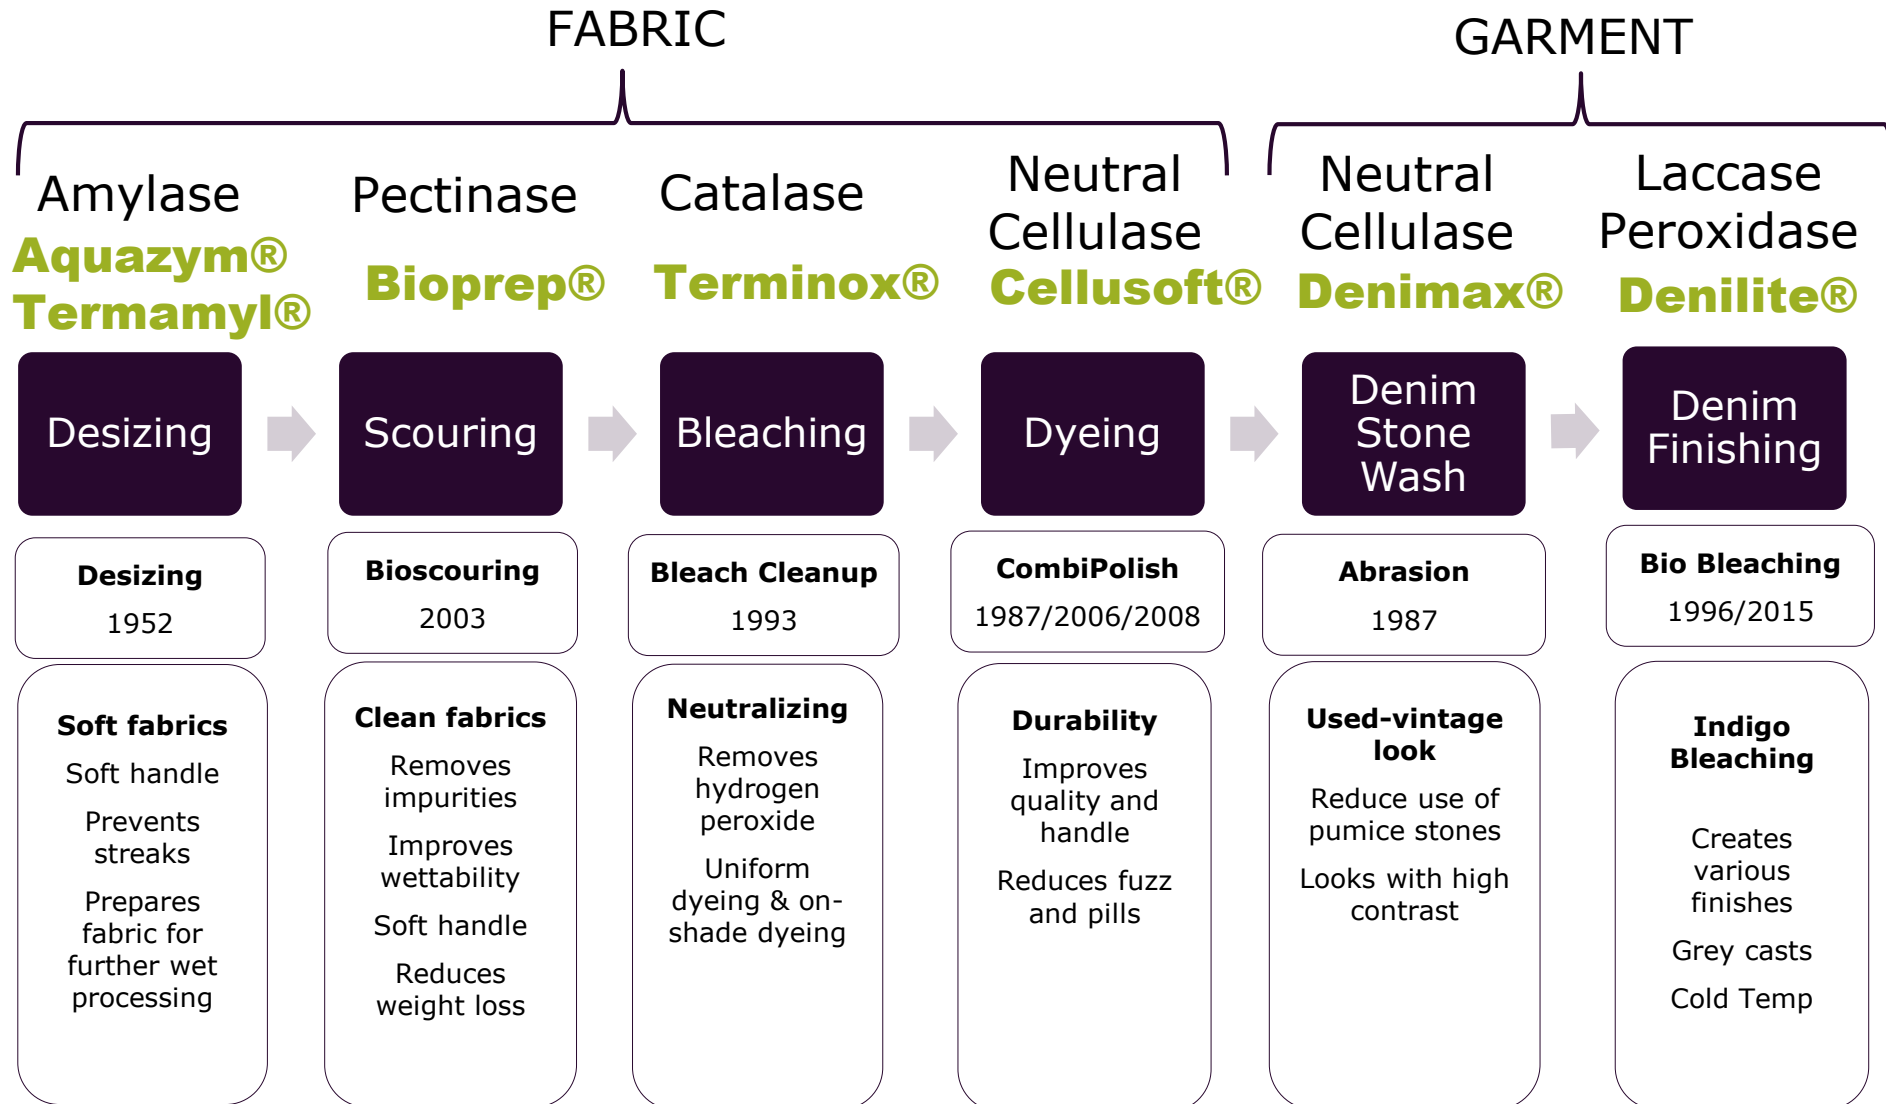 FABRIC
GARMENT
Amylase
Aquazym®
Termamyl®
Pectinase
Bioprep®
Catalase
Terminox®
Neutral
Cellulase
Cellusoft®
Neutral
Cellulase
Denimax®
Laccase
Peroxidase
Denilite®
Desizing
Scouring
Bleaching
Dyeing
Denim
Stone
Wash
Denim
Finishing
Desizing
1952
Bioscouring
2003
Bleach Cleanup
1993
CombiPolish
1987/2006/2008
Abrasion
1987
Bio Bleaching
1996/2015
Soft fabrics
Soft handle
Prevents
streaks
Prepares
fabric for
further wet
processing
Clean fabrics
Removes
impurities
Improves
wettability
Soft handle
Reduces
weight loss
Neutralizing
Removes
hydrogen
peroxide
Uniform
dyeing & on-
shade dyeing
Durability
Improves
quality and
handle
Reduces fuzz
and pills
Used-vintage
look
Reduce use of
pumice stones
Looks with high
contrast
Indigo
Bleaching
Creates
various
finishes
Grey casts
Cold Temp